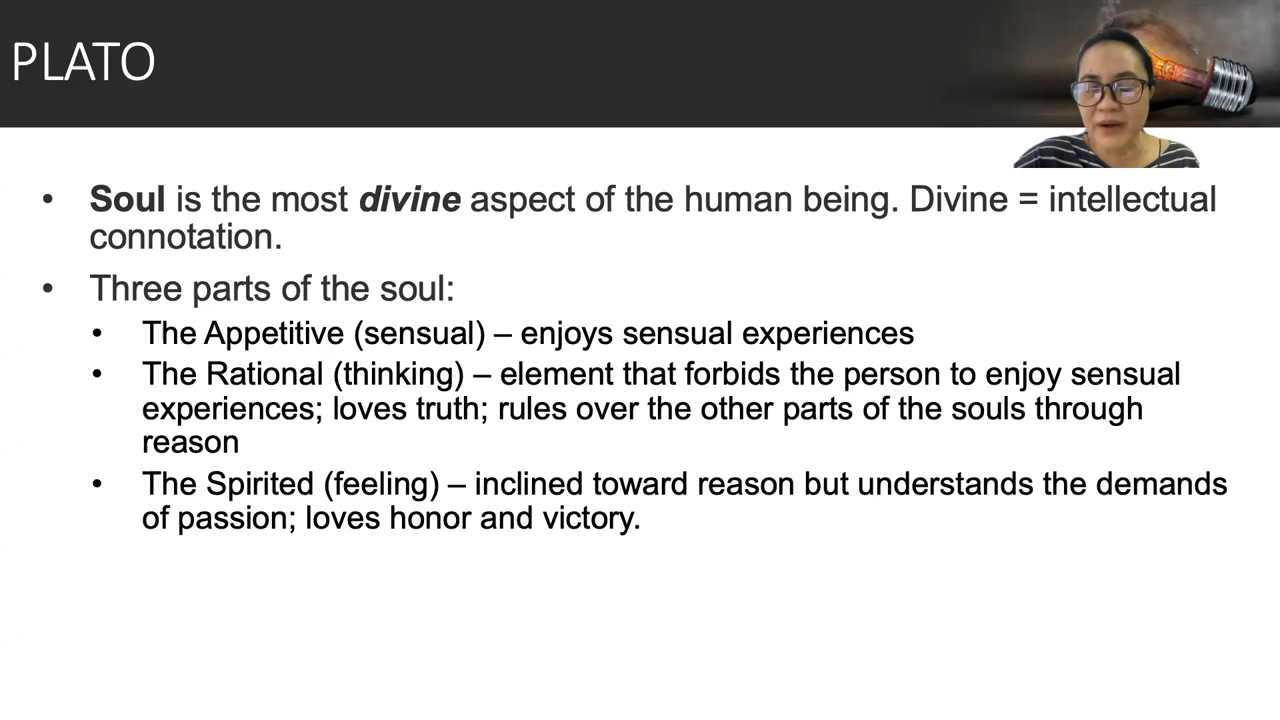 PLATO
• Soul is the most divine aspect of the human being. Divine = intellectual
connotation.
• Three parts of the soul:
• The Appetitive (sensual) – enjoys sensual experiences
• The Rational (thinking) – element that forbids the person to enjoy sensual
experiences; loves truth; rules over the other parts of the souls through
reason
• The Spirited (feeling) – inclined toward reason but understands the demands
of passion; loves honor and victory.